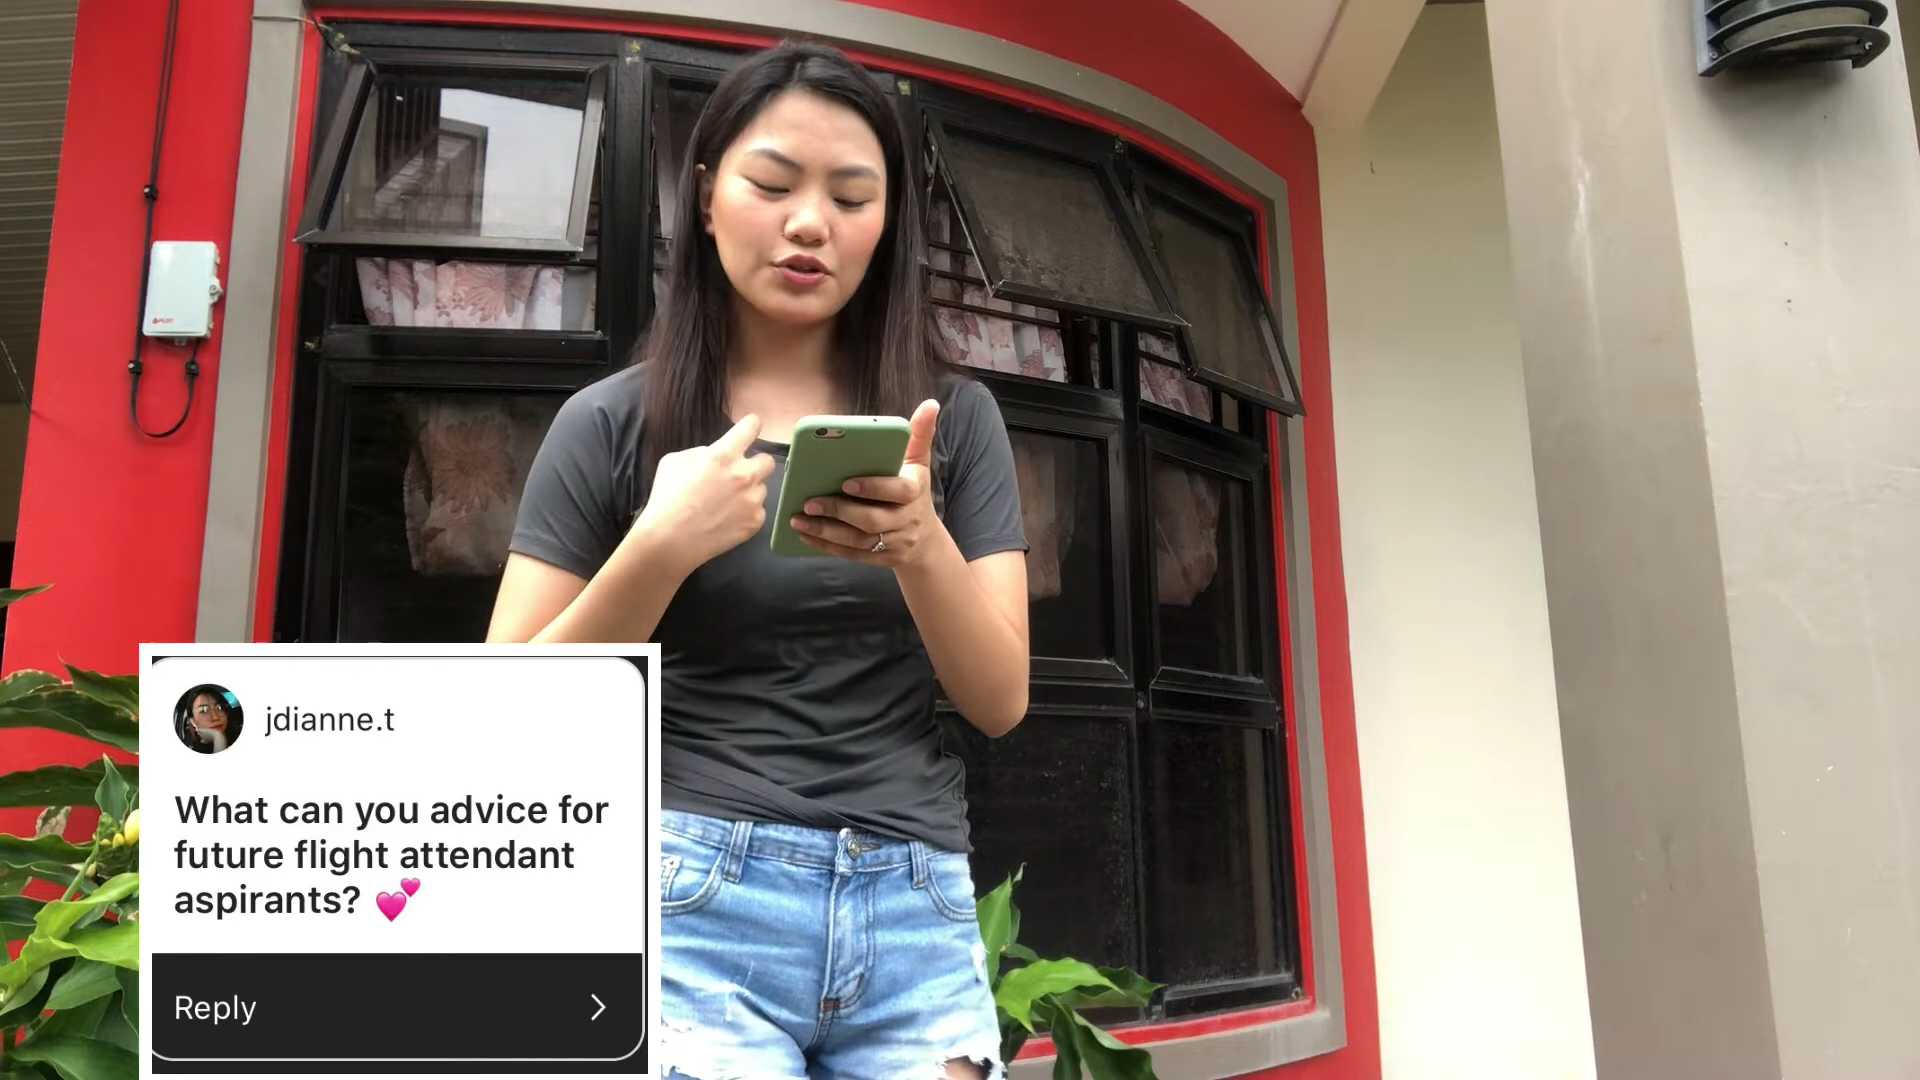 jdianne.t
What can you advice for
future flight attendant
aspirants? 💕
Reply